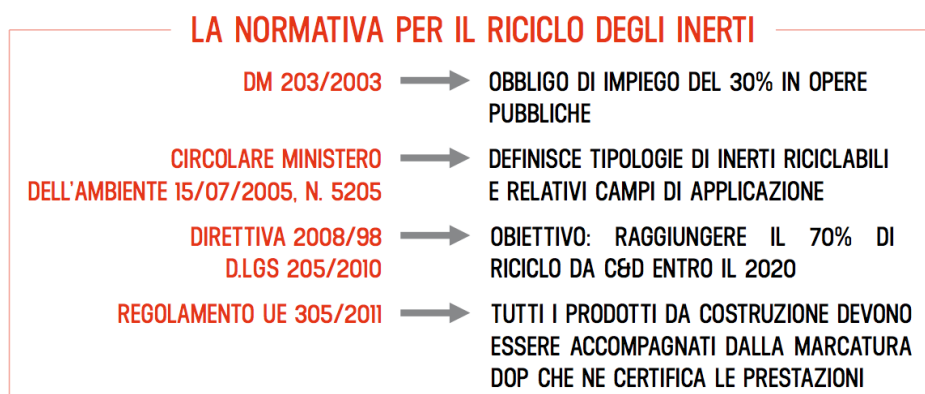 LA NORMATIVA PER IL RICICLO DEGLI INERTI
DM 203/2003
OBBLIGO DI IMPIEGO DEL 30% IN OPERE
PUBBLICHE
CIRCOLARE MINISTERO
DELL'AMBIENTE 15/07/2005, N. 5205
DEFINISCE TIPOLOGIE DI INERTI RICICLABILI
E RELATIVI CAMPI DI APPLICAZIONE
DIRETTIVA 2008/98
D.LGS 205/2010
OBIETTIVO: RAGGIUNGERE IL 70% DI
RICICLO DA C&D ENTRO IL 2020
REGOLAMENTO UE 305/2011
TUTTI I PRODOTTI DA COSTRUZIONE DEVONO
ESSERE ACCOMPAGNATI DALLA MARCATURA
DOP CHE NE CERTIFICA LE PRESTAZIONI